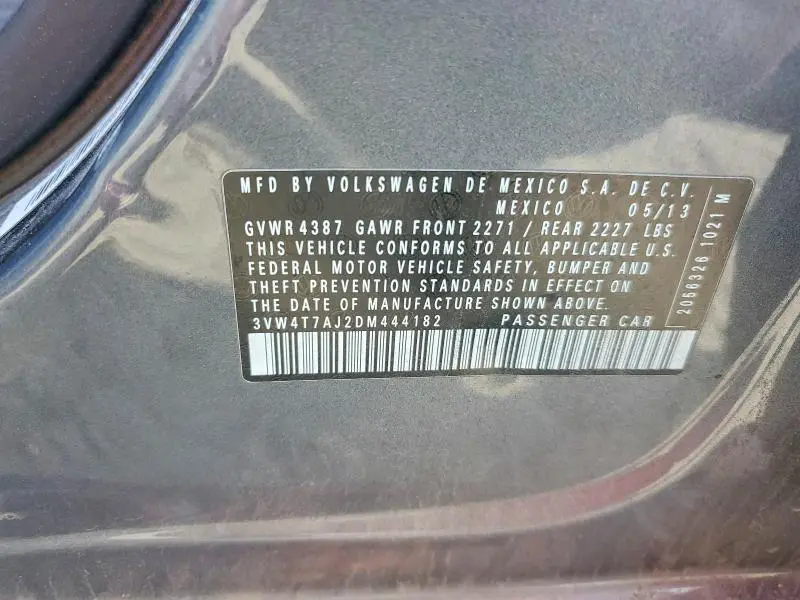 MFD BY VOLKSWAGEN DE MEXICO S.A. DE C.V.
MEXICO 05/13
GVWR 4387 GAWR FRONT 2271 / REAR 2227 LBS
THIS VEHICLE CONFORMS TO ALL APPLICABLE U.S.
FEDERAL MOTOR VEHICLE SAFETY, BUMPER AND
THEFT PREVENTION STANDARDS IN EFFECT ON
THE DATE OF MANUFACTURE SHOWN ABOVE.
3VW4T7AJ2DM444182 PASSENGER CAR
2056326 1021 M